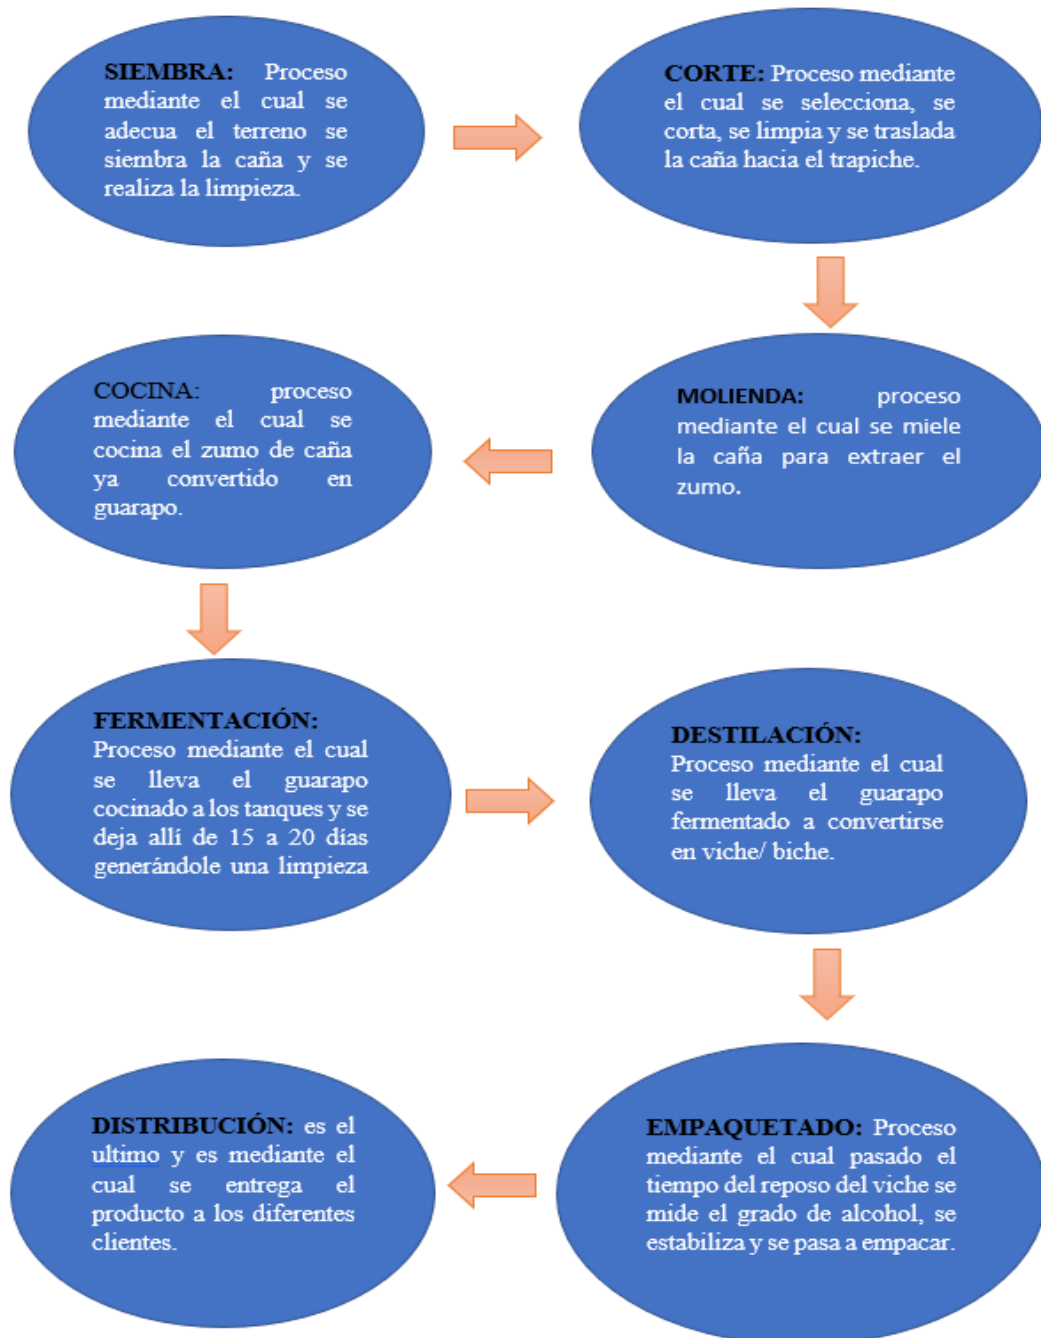 SIEMBRA: Proceso
mediante el cual se
adecua el terreno se
siembra la caña y se
realiza la limpieza.
CORTE: Proceso mediante
el cual se selecciona, se
corta, se limpia y se traslada
la caña hacia el trapiche.
MOLIENDA: proceso
mediante el cual se miele
la caña para extraer el
zumo.
COCINA: proceso
mediante el cual se
cocina el zumo de caña
ya convertido en
guarapo.
FERMENTACIÓN:
Proceso mediante el cual
se lleva el guarapo
cocinado a los tanques y se
deja allí de 15 a 20 días
generándole una limpieza
DESTILACIÓN:
Proceso mediante el cual
se lleva el guarapo
fermentado a convertirse
en viche/ biche.
EMPAQUETADO: Proceso
mediante el cual pasado el
tiempo del reposo del viche se
mide el grado de alcohol, se
estabiliza y se pasa a empacar.
DISTRIBUCIÓN: es el
ultimo y es mediante el
cual se entrega el
producto a los diferentes
clientes.